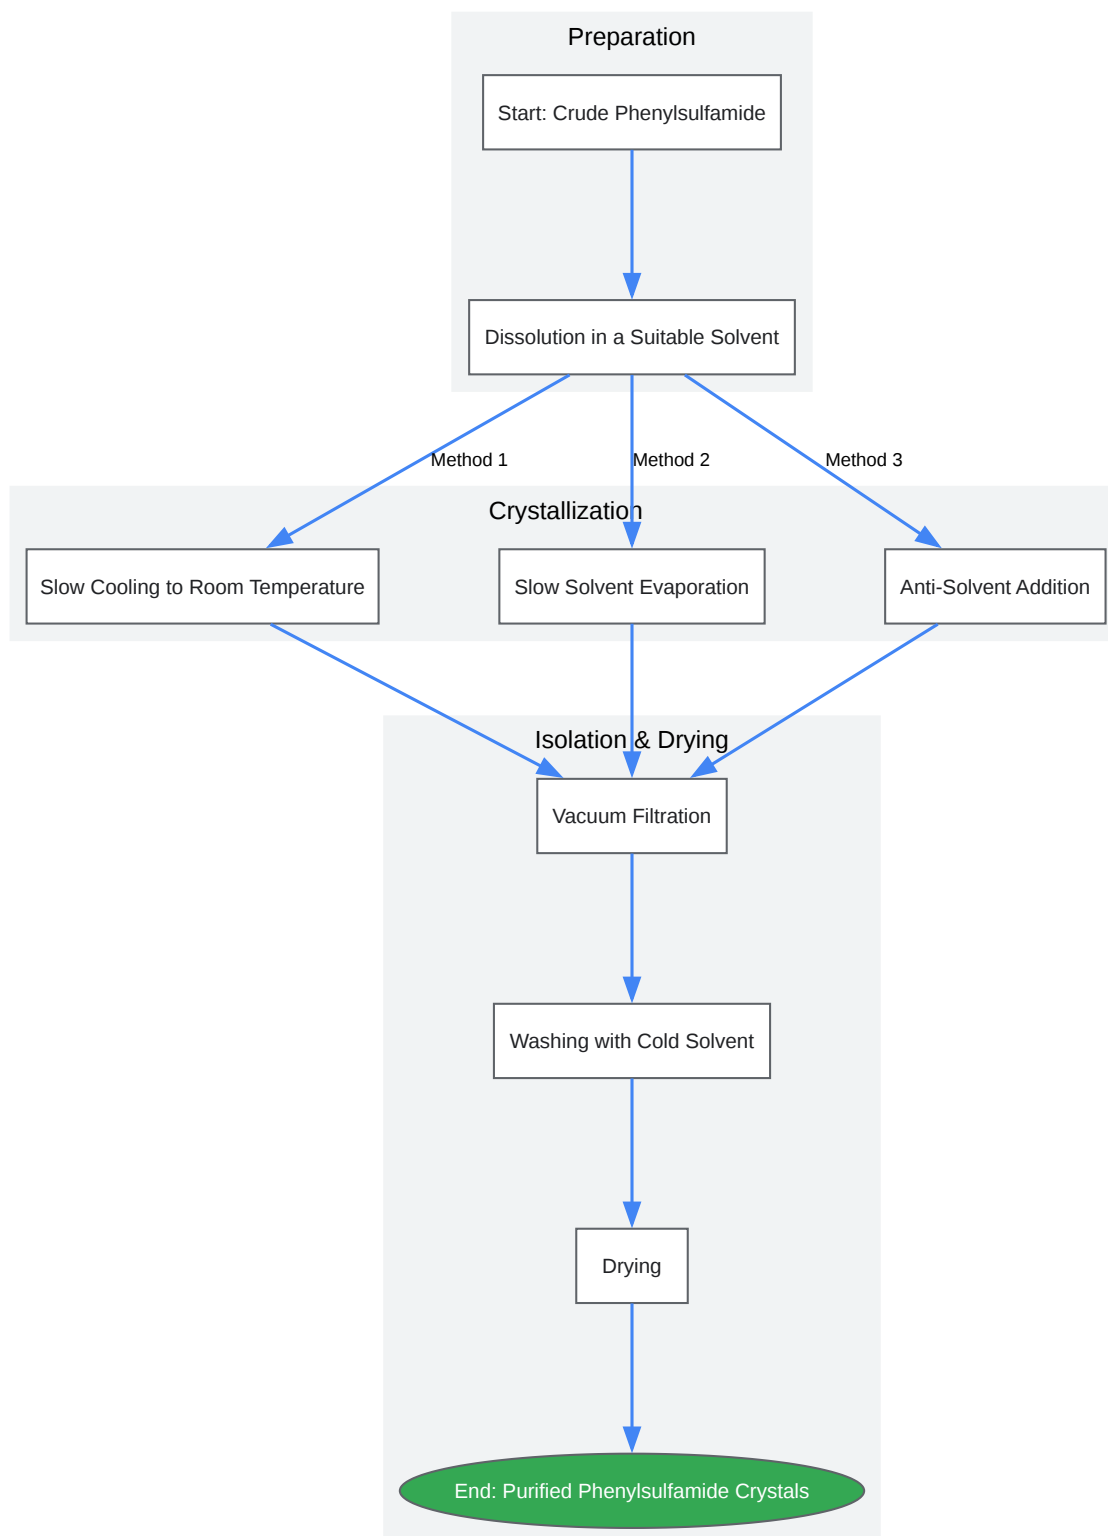 Preparation
Start: Crude Phenylsulfamide
Dissolution in a Suitable Solvent
Method 1
Method 2
Method 3
Crystallization
Slow Cooling to Room Temperature
Slow Solvent Evaporation
Anti-Solvent Addition
Isolation & Drying
Vacuum Filtration
Washing with Cold Solvent
Drying
End: Purified Phenylsulfamide Crystals